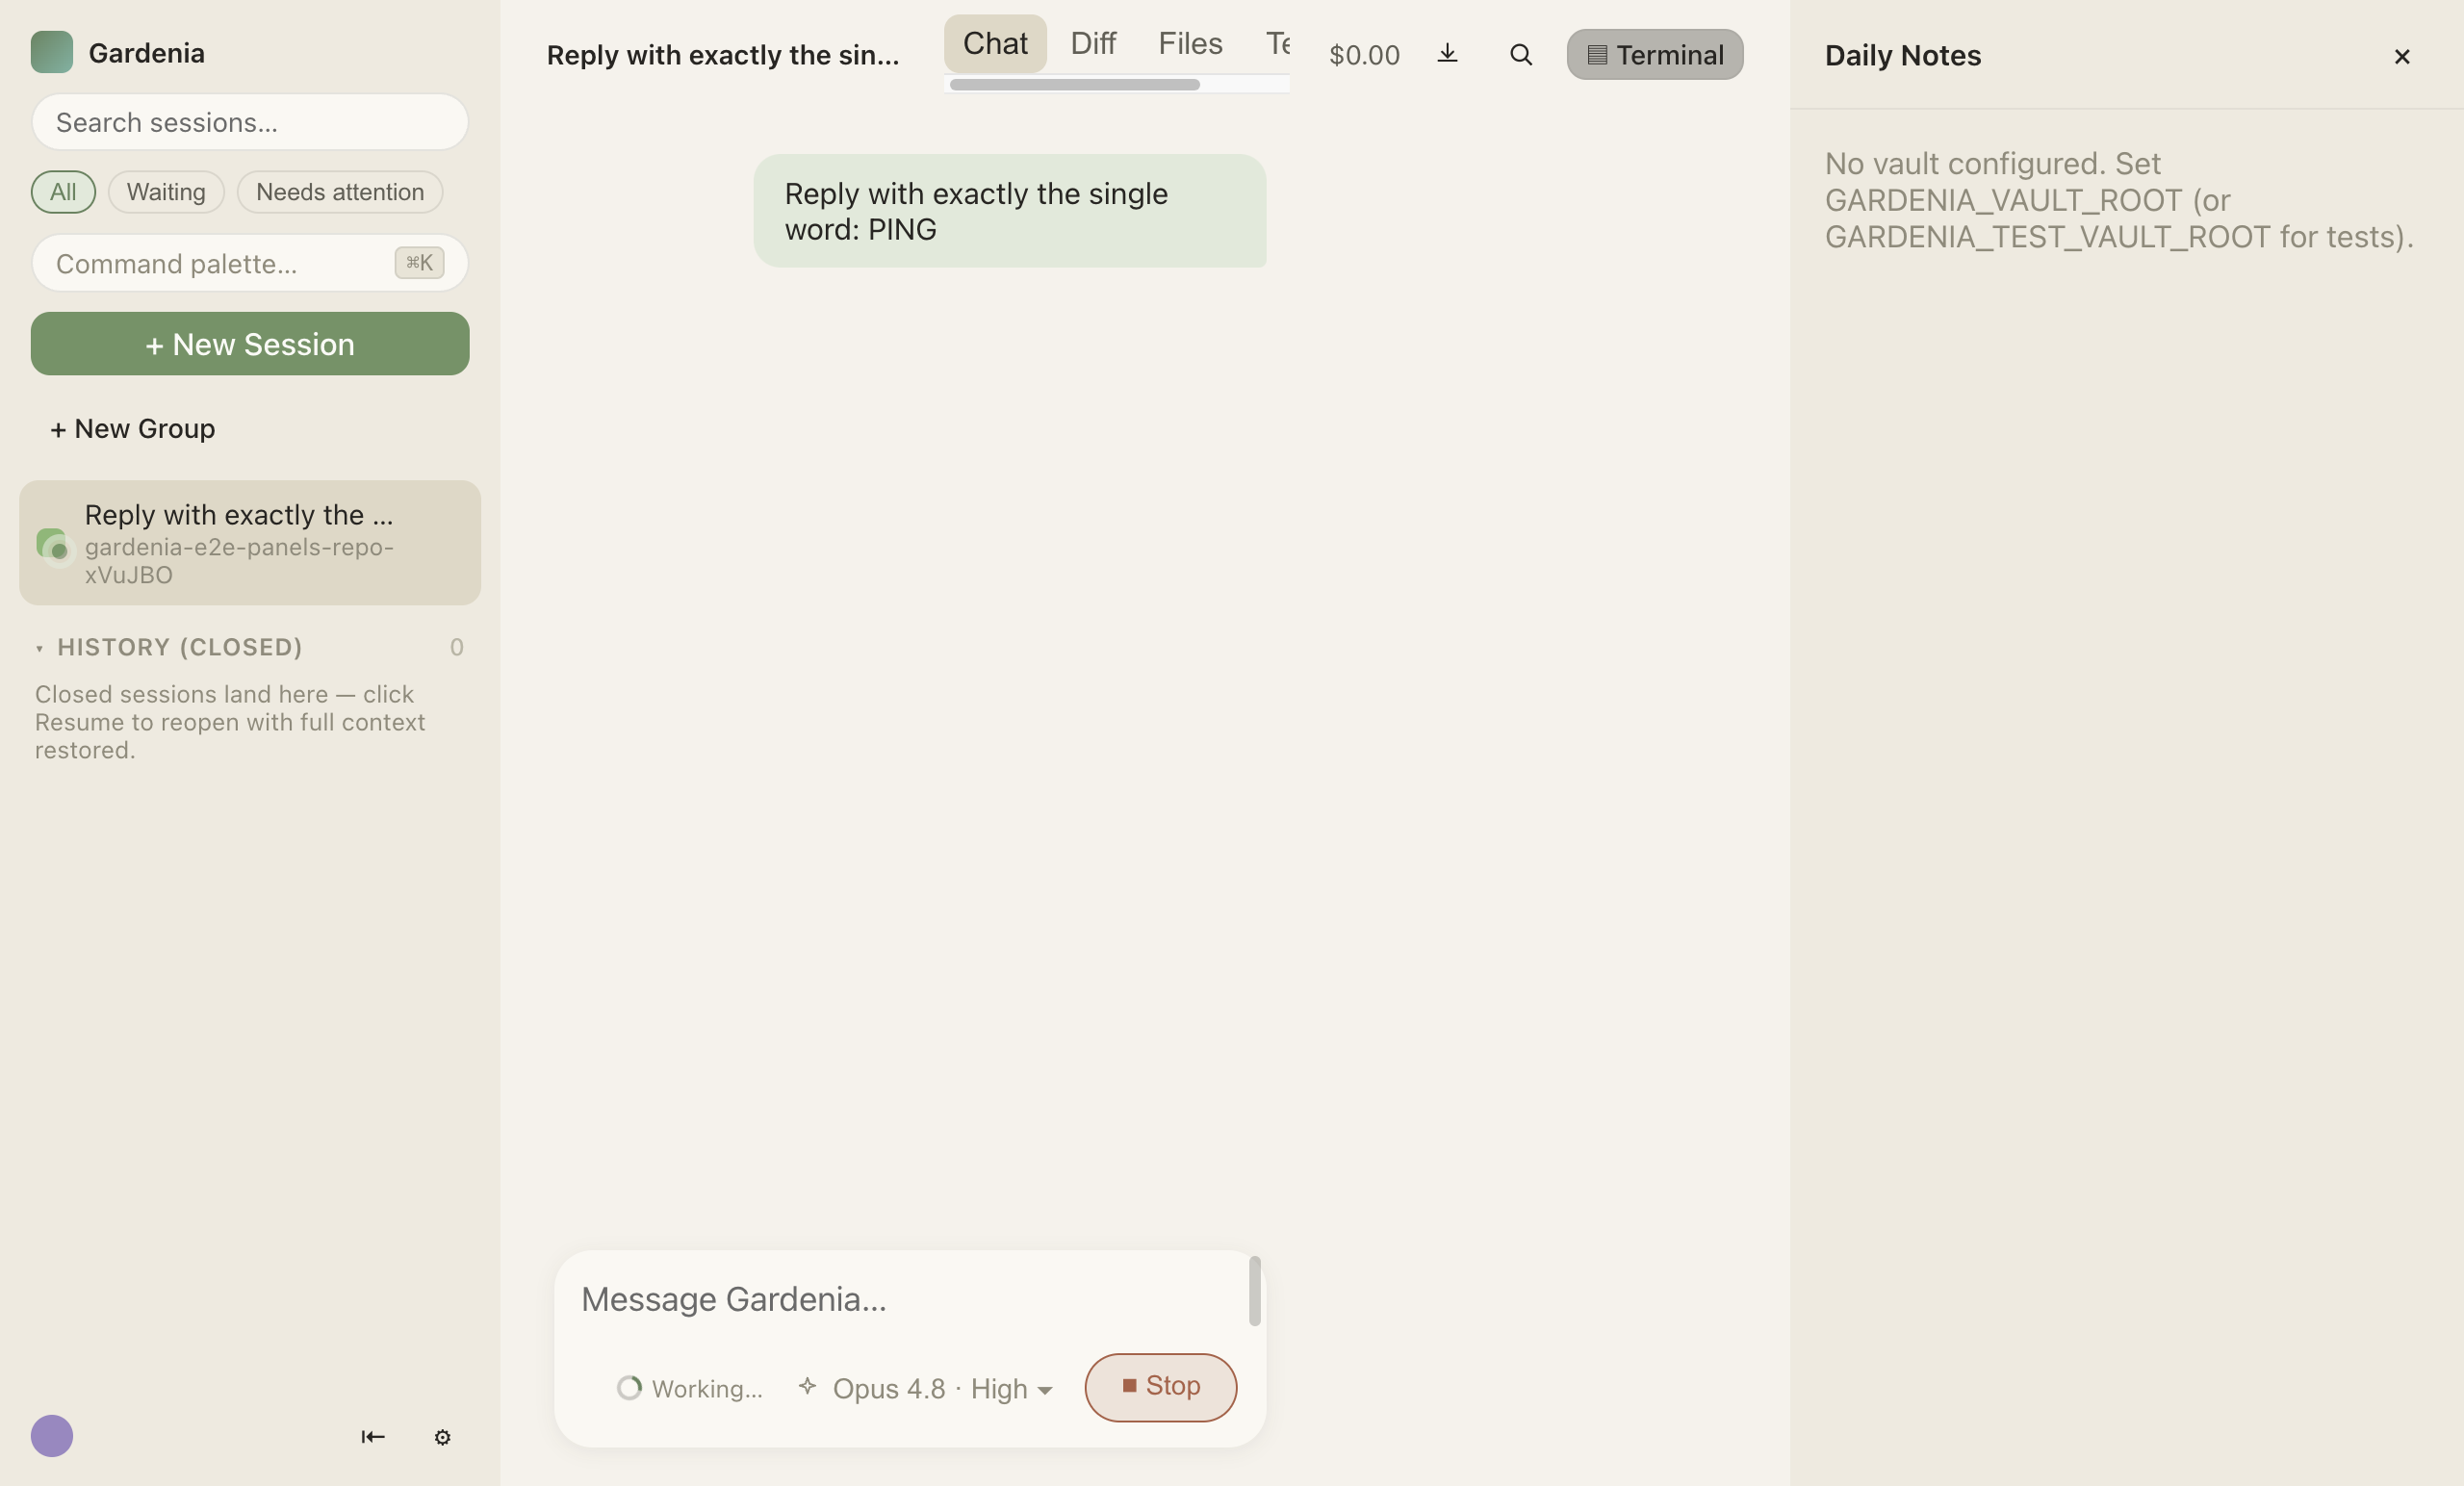 Gardenia
Search sessions...
All
Waiting
Needs attention
Command palette...
⌘K
+ New Session
+ New Group
Reply with exactly the ...
gardenia-e2e-panels-repo-
xVuJBO
HISTORY (CLOSED)
0
Closed sessions land here — click
Resume to reopen with full context
restored.
Reply with exactly the sin...
Chat
Diff
Files
Te
$0.00
Terminal
Reply with exactly the single
word: PING
Message Gardenia...
Working...
Opus 4.8 · High
Stop
Daily Notes
No vault configured. Set
GARDENIA_VAULT_ROOT (or
GARDENIA_TEST_VAULT_ROOT for tests).